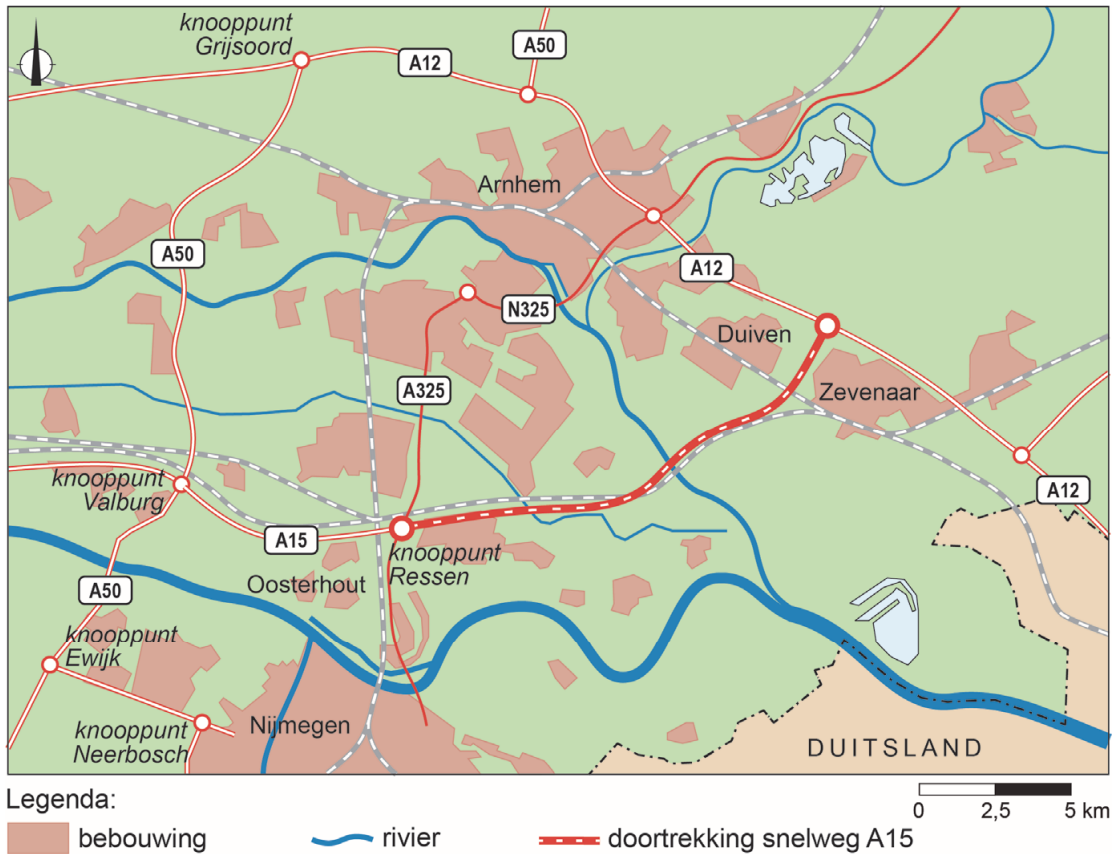 knooppunt
Grijsoord
A50
A12
Arnhem
A50
A12
N325
Duiven
A325
Zevenaar
knooppunt
Valburg
A12
A15
knooppunt
Ressen
Oosterhout
A50
knooppunt
Ewijk
Nijmegen
knooppunt
Neerbosch
DUITSLAND
Legenda:
0 2,5 5 km
bebouwing
rivier
doortrekking snelweg A15